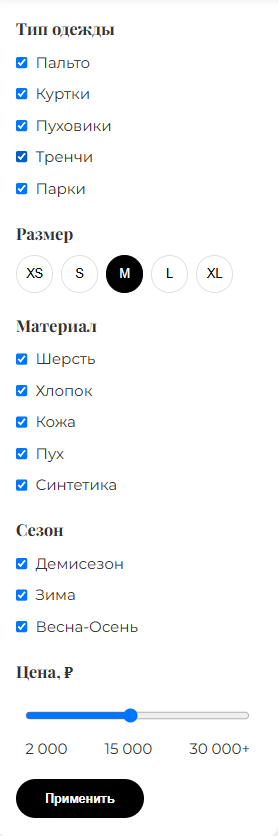 Тип одежды
Пальто
Куртки
Пуховики
Тренчи
Парки
Размер
XS S M L XL
Материал
Шерсть
Хлопок
Кожа
Пух
Синтетика
Сезон
Демисезон
Зима
Весна-Осень
Цена, ₽
2 000 15 000 30 000+
Применить